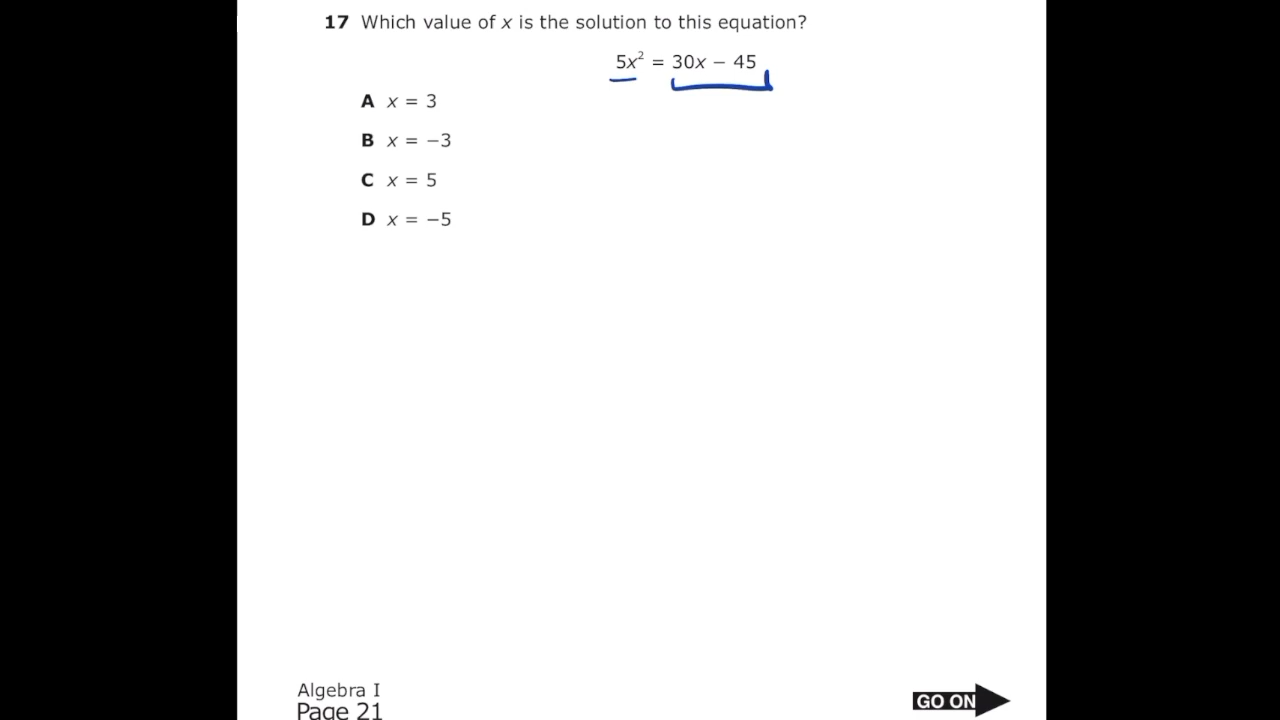 17 Which value of x is the solution to this equation?
5x² = 30x − 45
A x = 3
B x = −3
C x = 5
D x = −5
Algebra I
Page 21
GO ON